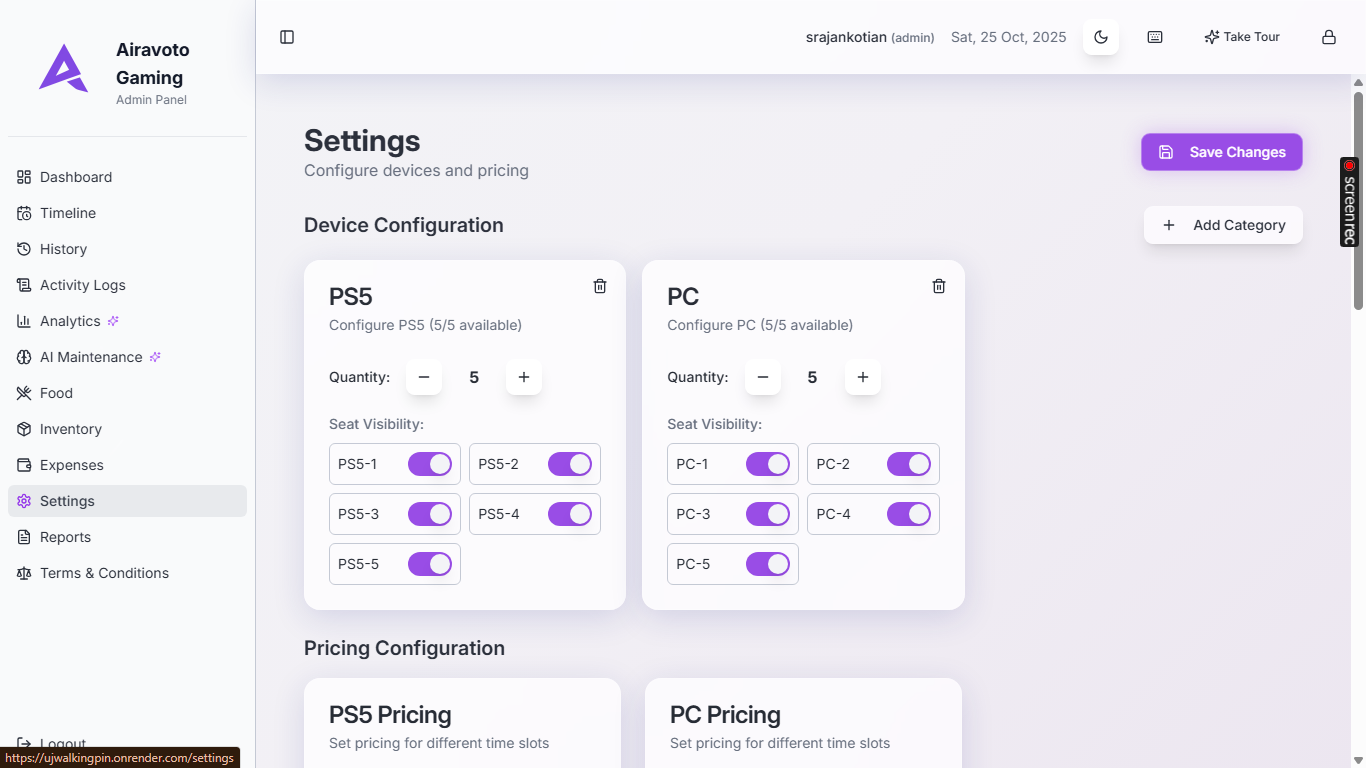 Airavoto
Gaming
Admin Panel
srajankotian (admin) Sat, 25 Oct, 2025 Take Tour
Dashboard
Timeline
History
Activity Logs
Analytics
AI Maintenance
Food
Inventory
Expenses
Settings
Reports
Terms & Conditions
Logout
https://ujwalkingpin.onrender.com/settings
Settings
Configure devices and pricing
Save Changes
Device Configuration
Add Category
PS5
Configure PS5 (5/5 available)
Quantity: 5
Seat Visibility:
PS5-1 PS5-2
PS5-3 PS5-4
PS5-5
PC
Configure PC (5/5 available)
Quantity: 5
Seat Visibility:
PC-1 PC-2
PC-3 PC-4
PC-5
Pricing Configuration
PS5 Pricing
Set pricing for different time slots
PC Pricing
Set pricing for different time slots
screen rec